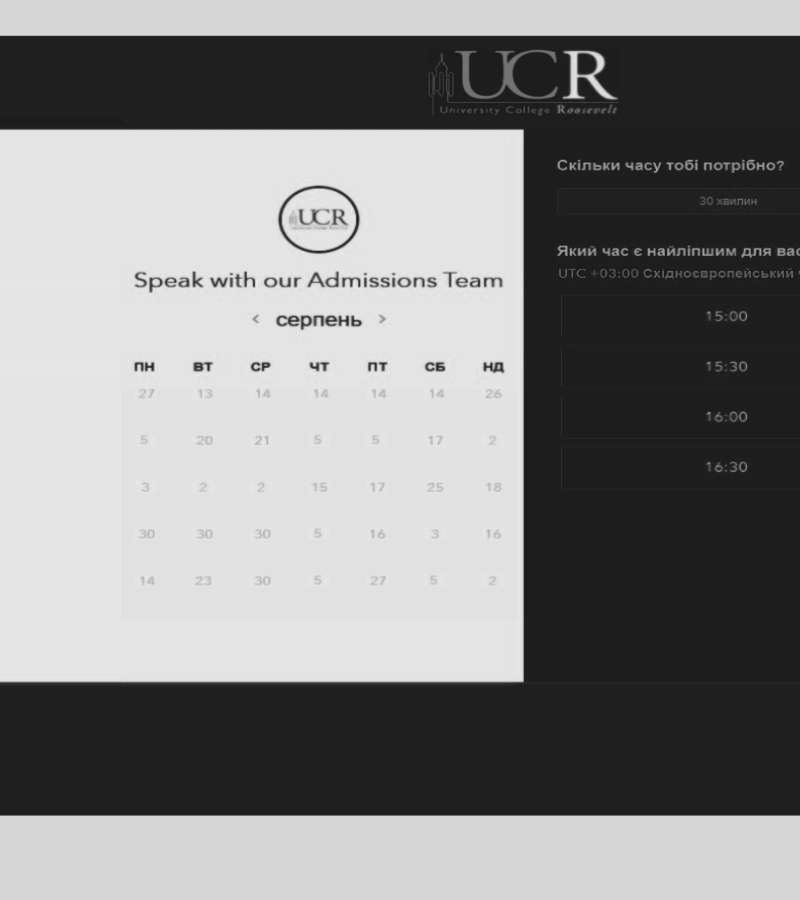 UCR
University College Roosevelt
UCR
Speak with our Admissions Team
< серпень >
ПН ВТ СР ЧТ ПТ СБ НД
27 13 14 14 14 14 26
5 20 21 5 5 17 2
3 2 2 15 17 25 18
30 30 30 5 16 3 16
14 23 30 5 27 5 2
Скільки часу тобі потрібно?
30 хвилин
Який час є найліпшим для вас
UTC +03:00 Східноєвропейський
15:00
15:30
16:00
16:30